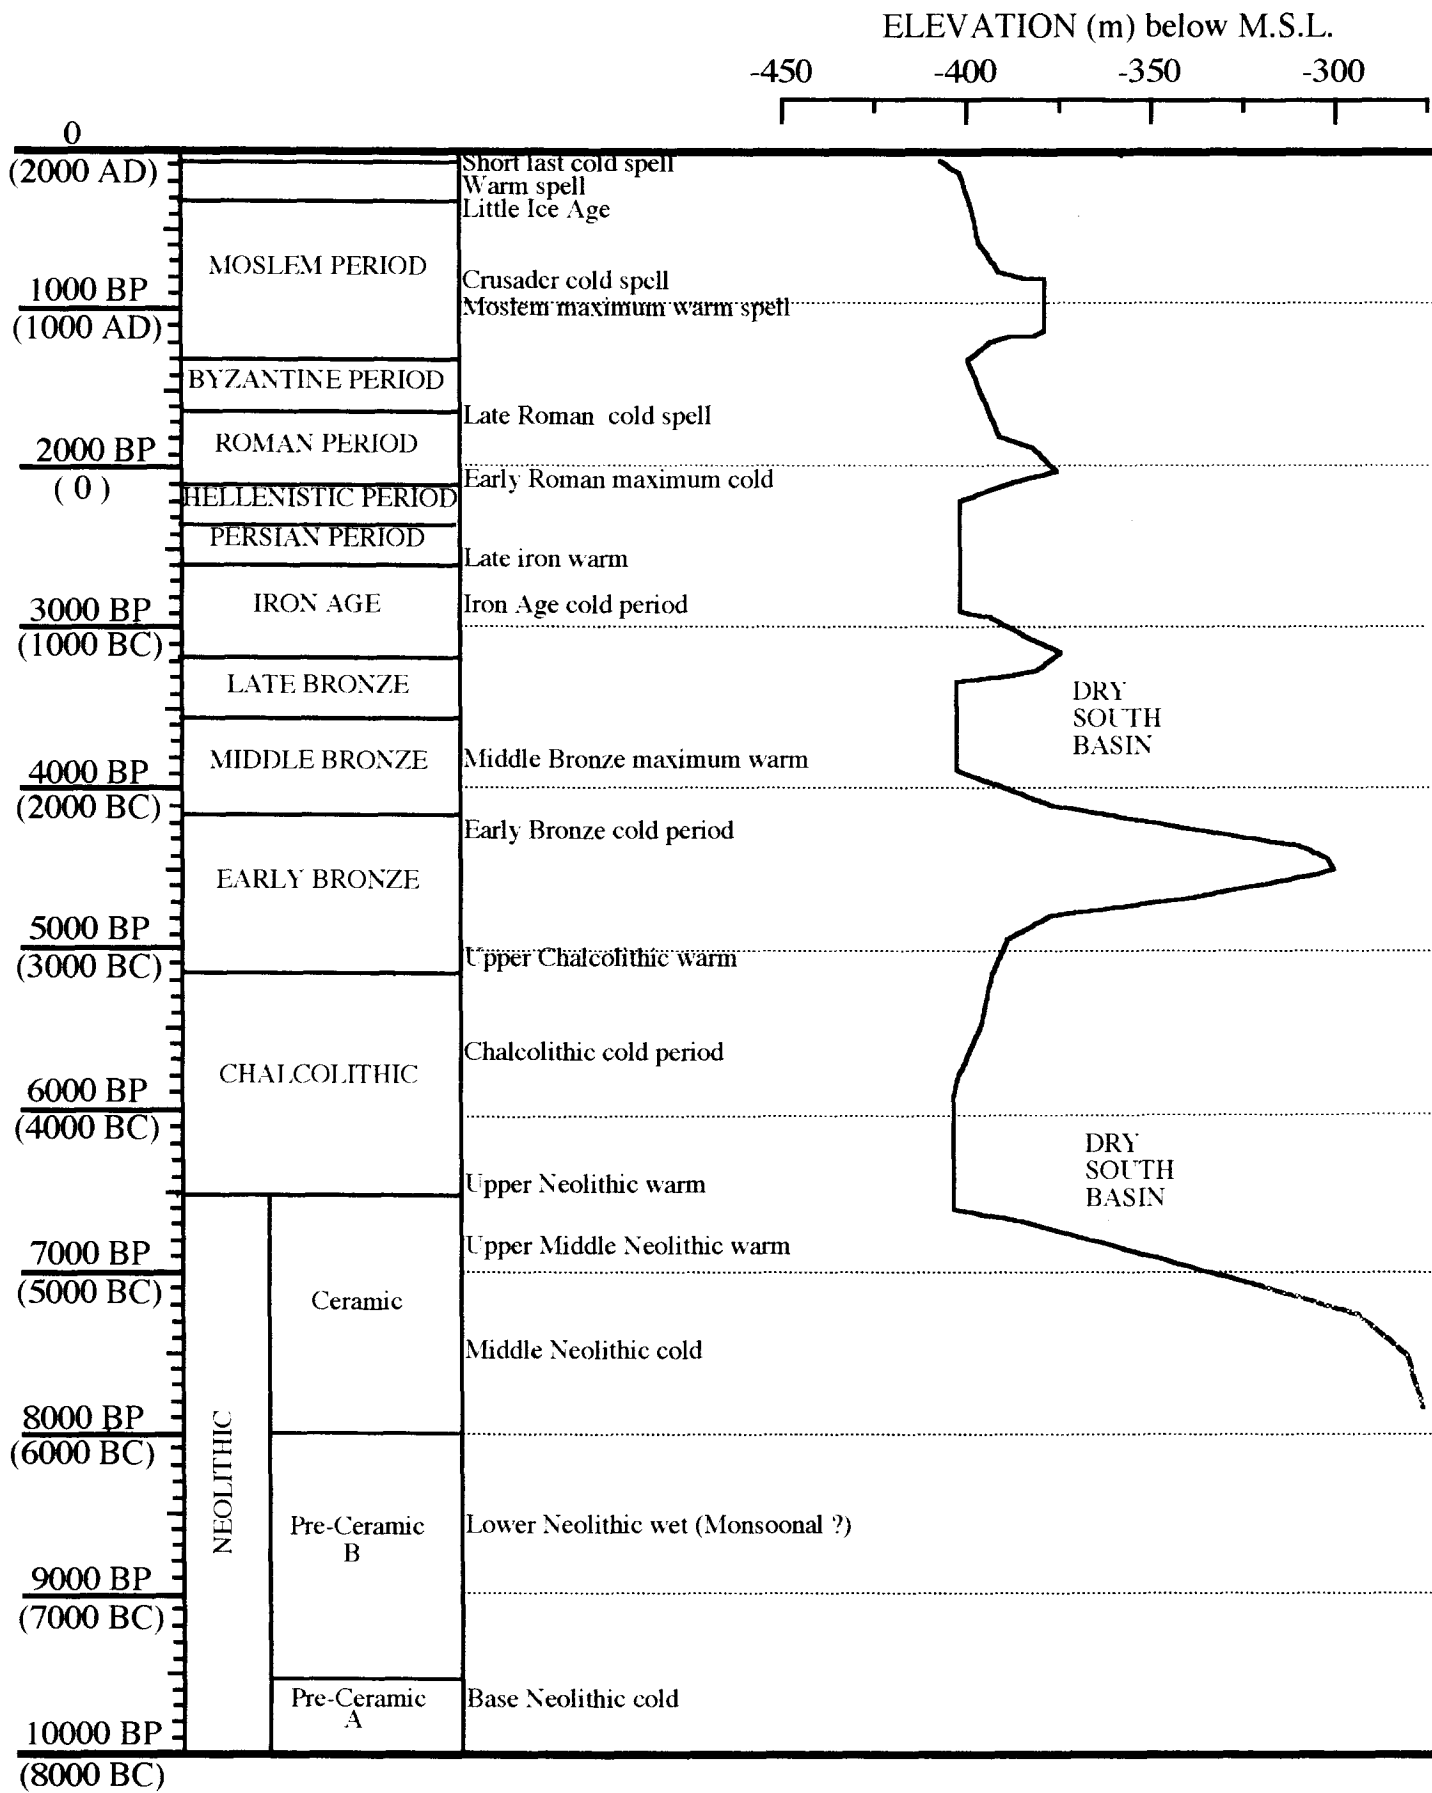 ELEVATION (m) below M.S.L.
-450 -400 -350 -300
0
(2000 AD)
Short last cold spell
Warm spell
Little Ice Age
MOSLEM PERIOD
Crusader cold spell
1000 BP
Moslem maximum warm spell
(1000 AD)
BYZANTINE PERIOD
Late Roman cold spell
ROMAN PERIOD
2000 BP
Early Roman maximum cold
( 0 )
HELLENISTIC PERIOD
PERSIAN PERIOD
Late iron warm
IRON AGE
Iron Age cold period
3000 BP
(1000 BC)
LATE BRONZE
DRY
SOUTH
BASIN
MIDDLE BRONZE
Middle Bronze maximum warm
4000 BP
(2000 BC)
Early Bronze cold period
EARLY BRONZE
5000 BP
Upper Chalcolithic warm
(3000 BC)
Chalcolithic cold period
CHALCOLITHIC
6000 BP
(4000 BC)
DRY
SOUTH
BASIN
Upper Neolithic warm
Upper Middle Neolithic warm
7000 BP
(5000 BC)
Ceramic
Middle Neolithic cold
8000 BP
(6000 BC)
NEOLITHIC
Pre-Ceramic
B
Lower Neolithic wet (Monsoonal ?)
9000 BP
(7000 BC)
Pre-Ceramic
A
Base Neolithic cold
10000 BP
(8000 BC)